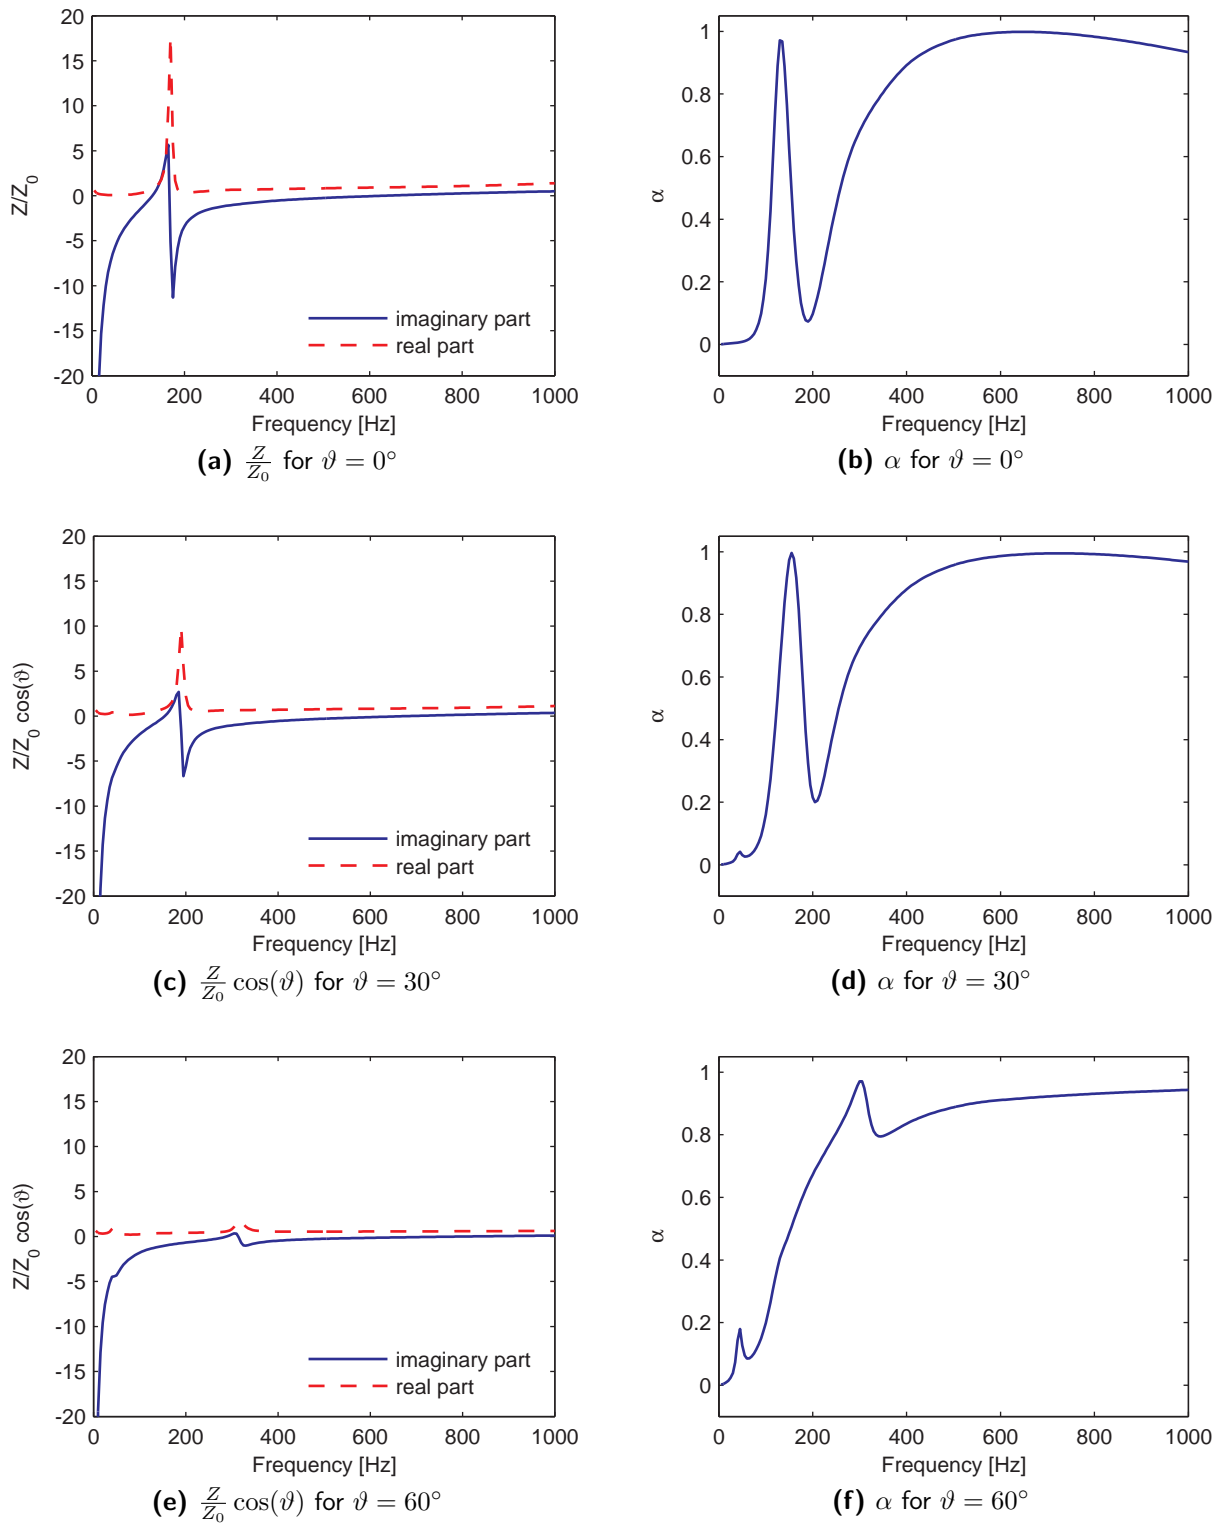 20
15
10
5
0
-5
-10
-15
-20
Z/Z_0
imaginary part
real part
0 200 400 600 800 1000
Frequency [Hz]
(a) Z/Z_0 for ϑ = 0°
1
0.8
0.6
0.4
0.2
0
α
0 200 400 600 800 1000
Frequency [Hz]
(b) α for ϑ = 0°
20
15
10
5
0
-5
-10
-15
-20
Z/Z_0 cos(ϑ)
imaginary part
real part
0 200 400 600 800 1000
Frequency [Hz]
(c) Z/Z_0 cos(ϑ) for ϑ = 30°
1
0.8
0.6
0.4
0.2
0
α
0 200 400 600 800 1000
Frequency [Hz]
(d) α for ϑ = 30°
20
15
10
5
0
-5
-10
-15
-20
Z/Z_0 cos(ϑ)
imaginary part
real part
0 200 400 600 800 1000
Frequency [Hz]
(e) Z/Z_0 cos(ϑ) for ϑ = 60°
1
0.8
0.6
0.4
0.2
0
α
0 200 400 600 800 1000
Frequency [Hz]
(f) α for ϑ = 60°